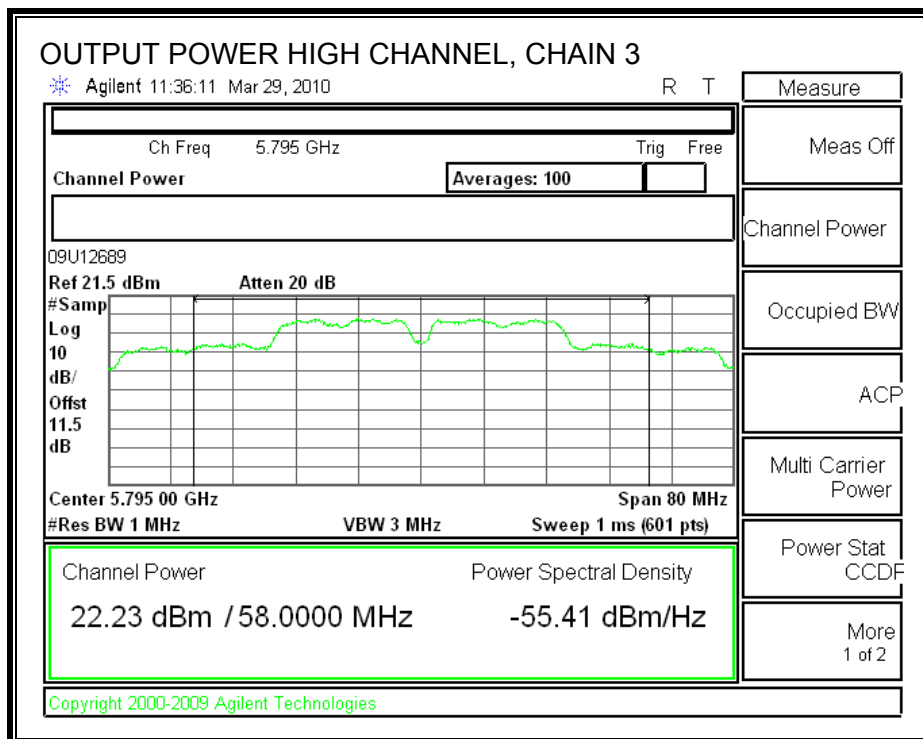 OUTPUT POWER HIGH CHANNEL, CHAIN 3
Agilent 11:36:11 Mar 29, 2010 R T
Measure
Ch Freq 5.795 GHz Trig Free
Meas Off
Channel Power Averages: 100
Channel Power
09U12689
Ref 21.5 dBm Atten 20 dB
#Samp
Log
10
dB/
Offst
11.5
dB
Occupied BW
ACP
Multi Carrier
Power
Center 5.795 00 GHz Span 80 MHz
#Res BW 1 MHz VBW 3 MHz Sweep 1 ms (601 pts)
Power Stat
CCDF
Channel Power Power Spectral Density
22.23 dBm / 58.0000 MHz -55.41 dBm/Hz
More
1 of 2
Copyright 2000-2009 Agilent Technologies